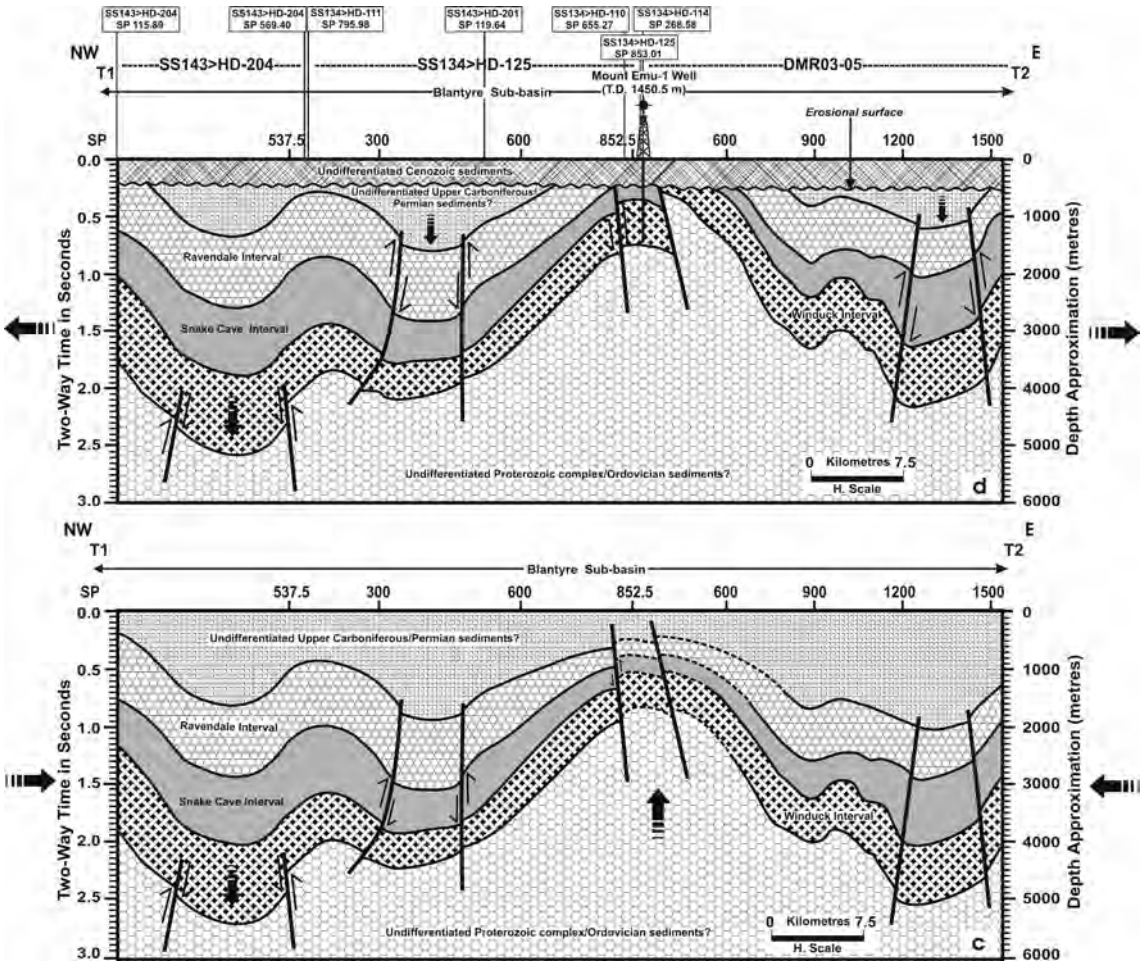 SS143>HD-204 SS143>HD-204 SS134>HD-111 SS143>HD-201 SS134>HD-110 SS134>HD-114
SP 115.89 SP 569.40 SP 795.98 SP 119.64 SP 655.27 SP 268.58
SS134>HD-125
SP 853.01
NW E
SS143>HD-204 SS134>HD-125 DMR03-05
T1 T2
Mount Emu-1 Well
(T.D. 1450.5 m)
Blantyre Sub-basin
Erosional surface
SP 537.5 300 600 852.5 600 900 1200 1500
0.0 0
Undifferentiated Cenozoic sediments
Undifferentiated Upper Carboniferous/
Permian sediments?
0.5 1000
Ravendale Interval
1.0 2000
Snake Cave Interval
Winduck Interval
1.5 3000
2.0 4000
2.5 5000
Undifferentiated Proterozoic complex/Ordovician sediments?
0 Kilometres 7.5
H. Scale
d
3.0 6000
Two-Way Time in Seconds
Depth Approximation (metres)
NW E
T1 T2
Blantyre Sub-basin
SP 537.5 300 600 852.5 600 900 1200 1500
0.0 0
Undifferentiated Upper Carboniferous/Permian sediments?
0.5 1000
Ravendale Interval
1.0 2000
1.5 3000
Snake Cave Interval
Winduck Interval
2.0 4000
2.5 5000
0 Kilometres 7.5
Undifferentiated Proterozoic complex/Ordovician sediments?
H. Scale
c
3.0 6000
Two-Way Time in Seconds
Depth Approximation (metres)